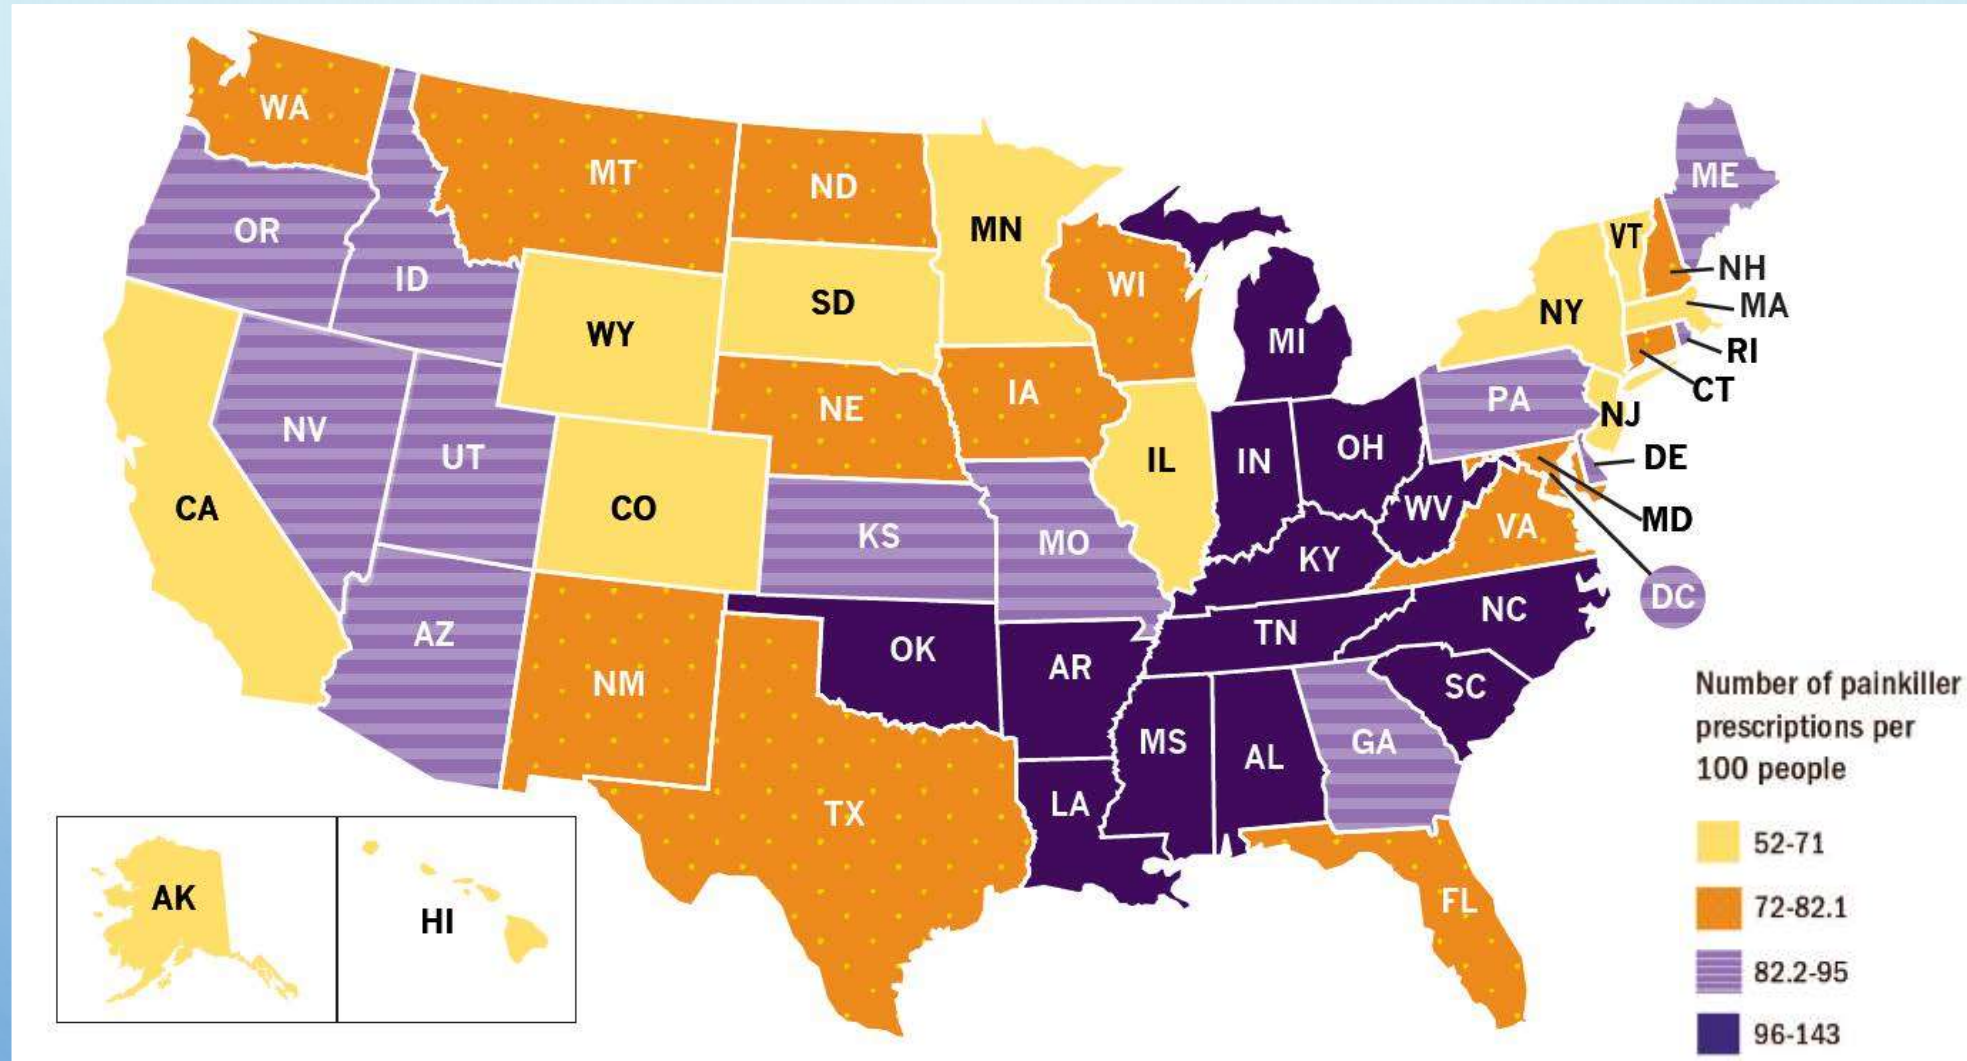 WA
MT
ND
MN
ME
OR
ID
VT
NH
WI
SD
WY
NY
MA
MI
RI
NE
IA
PA
CT
NV
NJ
UT
OH
IL
IN
DE
CA
CO
WV
MD
KS
MO
VA
KY
DC
NC
AZ
TN
OK
AR
NM
SC
Number of painkiller
prescriptions per
100 people
MS
AL
GA
LA
TX
52-71
AK
HI
FL
72-82.1
82.2-95
96-143